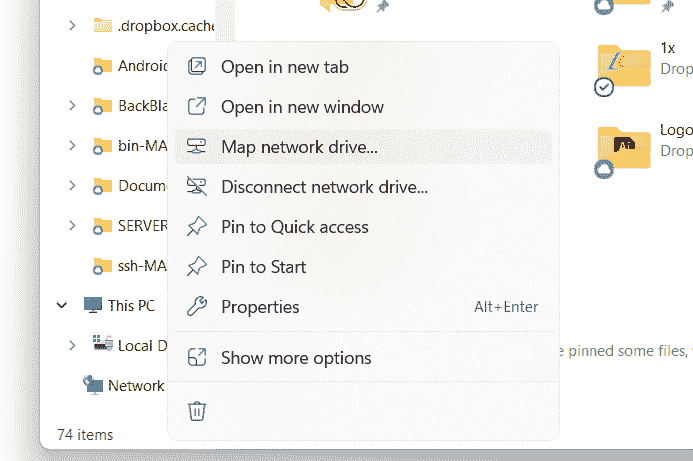 .dropbox.cache
Android
BackBla
bin-MA
Docume
SERVER
ssh-MA
This PC
Local D
Network
74 items
Open in new tab
Open in new window
Map network drive...
Disconnect network drive...
Pin to Quick access
Pin to Start
Properties Alt+Enter
Show more options
1x
Drop
Logo
Ai
Drop
e pinned some files,